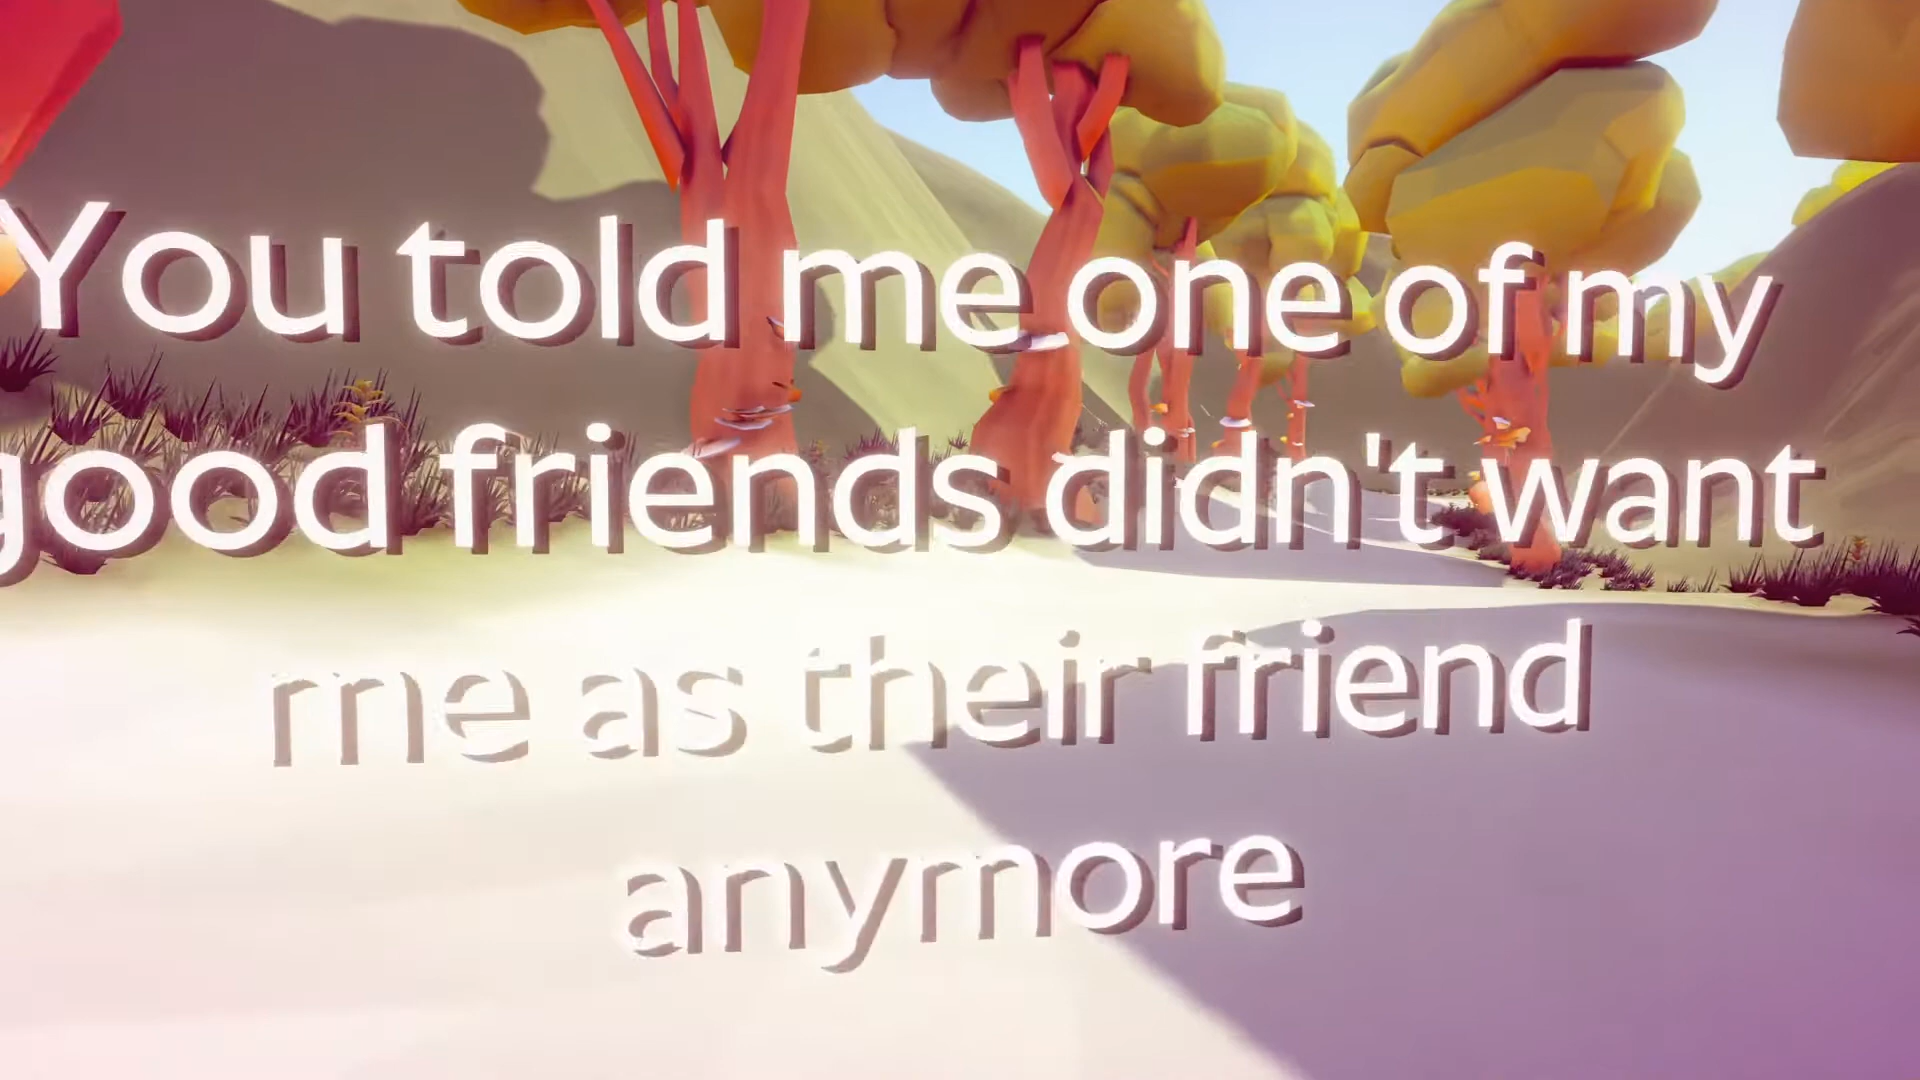 You told me one of my
good friends didn't want
me as their friend
anymore